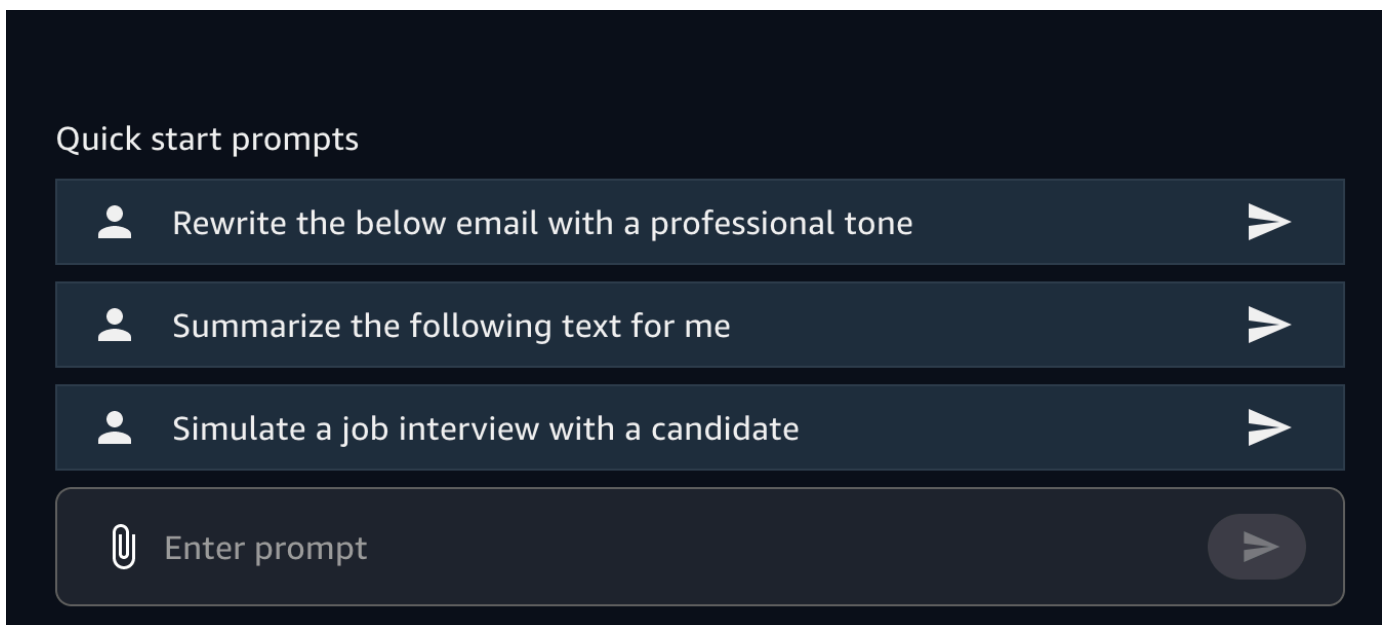 Quick start prompts
Rewrite the below email with a professional tone
Summarize the following text for me
Simulate a job interview with a candidate
Enter prompt